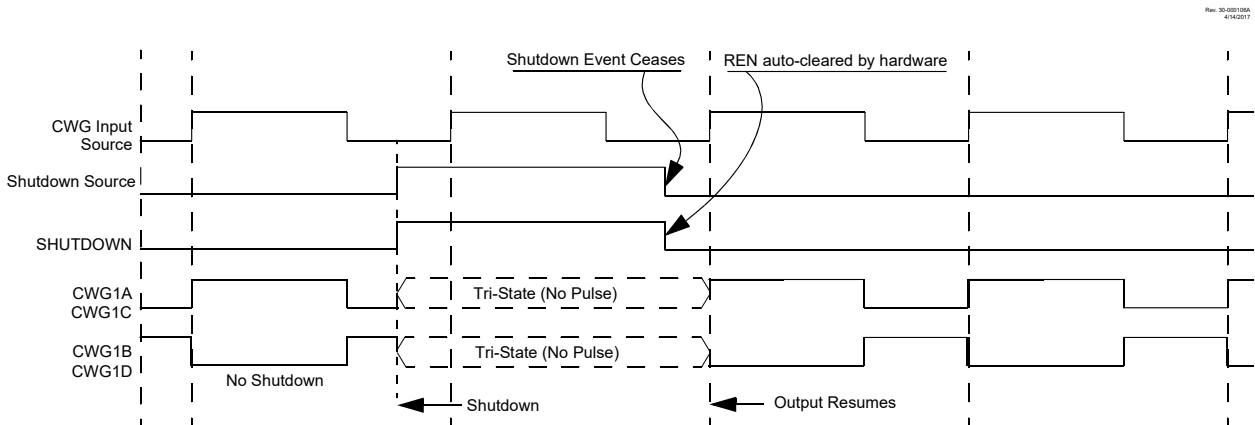 Rev. 30-000108A
4/14/2017
Shutdown Event Ceases
REN auto-cleared by hardware
CWG Input
Source
Shutdown Source
SHUTDOWN
CWG1A
CWG1C
Tri-State (No Pulse)
CWG1B
CWG1D
Tri-State (No Pulse)
No Shutdown
Shutdown
Output Resumes